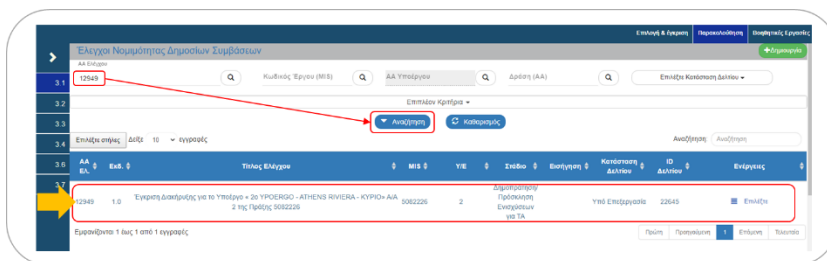 Επιλογή & έγκριση Παρακολούθηση Βοηθητικές Εργασίες
Έλεγχοι Νομιμότητας Δημοσίων Συμβάσεων
+Δημιουργία
ΑΑ Ελέγχου
12949 Κωδικός Έργου (MIS) ΑΑ Υποέργου Δράση (ΑΑ) Επιλέξτε Κατάσταση Δελτίου
3.1
3.2
Επιπλέον Κριτήρια
3.3
Αναζήτηση Καθαρισμός
3.4
Επιλέξτε στήλες Δείξε 10 εγγραφές Αναζήτηση: Αναζήτηση
3.6
ΑΑ ΕΛ. Εκδ. Τίτλος Ελέγχου MIS Υ/Ε Στάδιο Εισήγηση Κατάσταση Δελτίου ID Δελτίου Ενέργειες
3.7
12949 1.0 Έγκριση Διακήρυξης για το Υποέργο » 2ο YPOERGO - ATHENS RIVIERA - ΚΥΡΙΟ» Α/Α
2 της Πράξης 5082226
5082226 2
Δημοπράτηση/
Πρόσκληση
Ενισχύσεων
για ΤΑ
Υπό Επεξεργασία 22645 Επιλέξτε
Εμφανίζονται 1 έως 1 από 1 εγγραφές
Πρώτη Προηγούμενη 1 Επόμενη Τελευταία